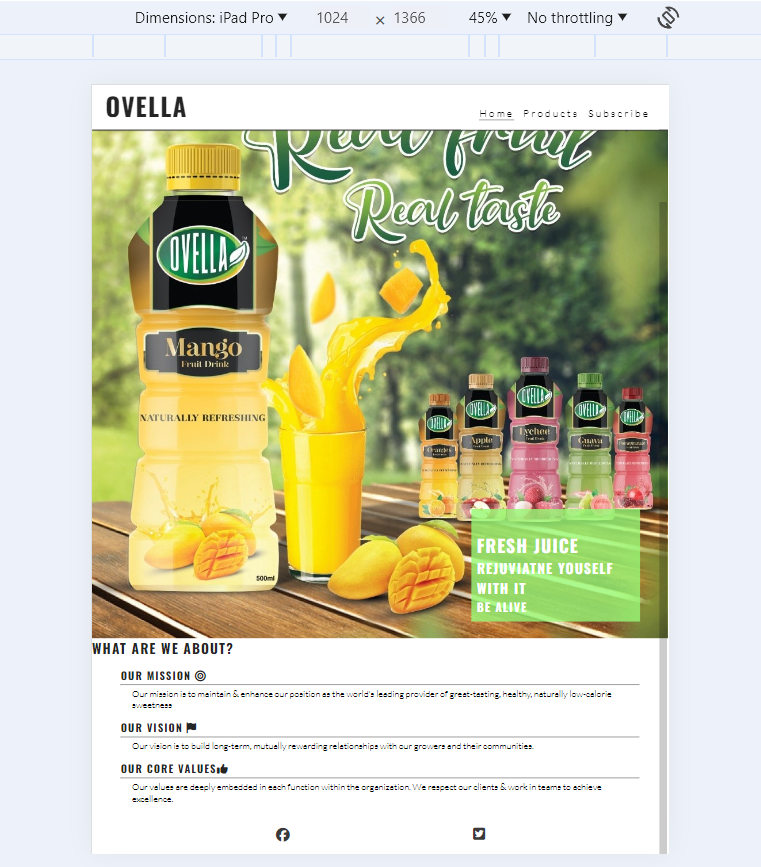 Dimensions: iPad Pro ▼ 1024 × 1366 45% ▼ No throttling ▼
OVELLA
Home Products Subscribe
Real fruit
Real taste
OVELLA
Mango
Fruit Drink
NATURALLY REFRESHING
500ml
OVELLA OVELLA OVELLA OVELLA OVELLA
Orange Apple Lychee Guava
FRESH JUICE
REJUVIATNE YOUSELF
WITH IT
BE ALIVE
WHAT ARE WE ABOUT?
OUR MISSION
Our mission is to maintain & enhance our position as the world's leading provider of great-tasting, healthy, naturally low-calorie
sweetness
OUR VISION
Our vision is to build long-term, mutually rewarding relationships with our growers and their communities.
OUR CORE VALUES
Our values are deeply embedded in each function within the organization. We respect our clients & work in teams to achieve
excellence.